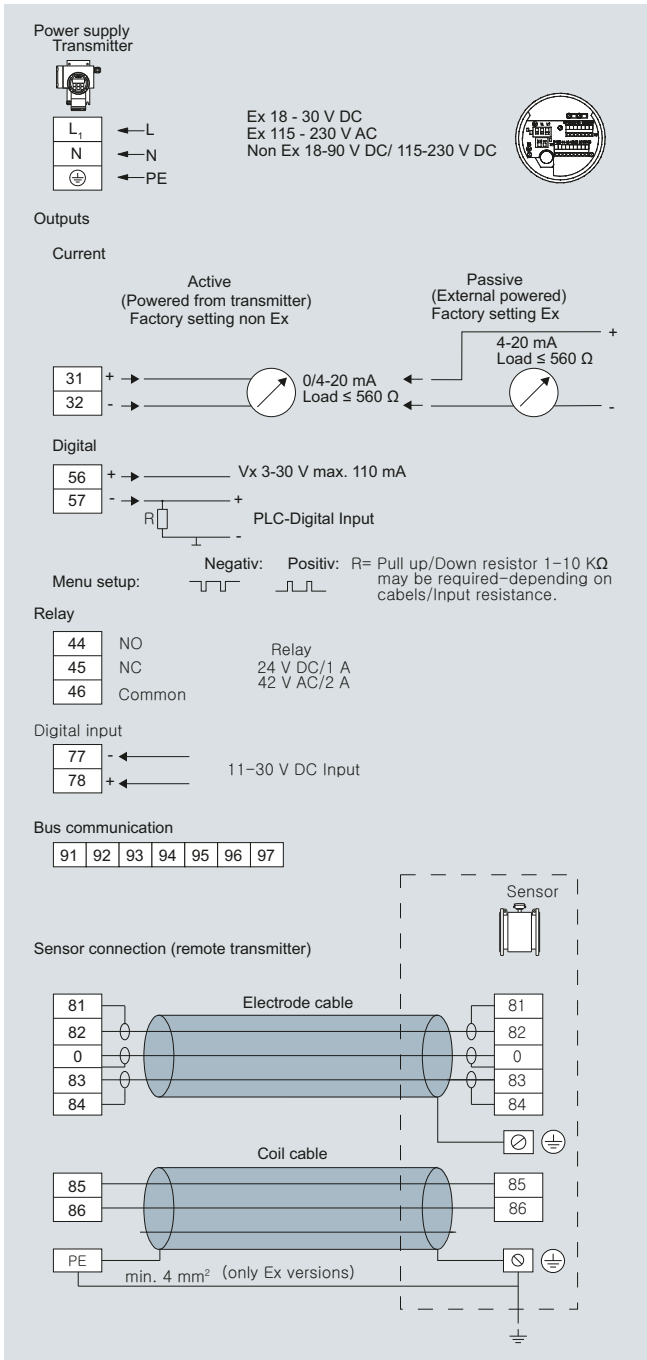 Power supply
Transmitter
L1 L
N N
PE
Ex 18 - 30 V DC
Ex 115 - 230 V AC
Non Ex 18-90 V DC/ 115-230 V DC
Outputs
Current
Active
(Powered from transmitter)
Factory setting non Ex
Passive
(External powered)
Factory setting Ex
+
4-20 mA
Load ≤ 560 Ω
31 +
32 -
0/4-20 mA
Load ≤ 560 Ω
-
Digital
56 + Vx 3-30 V max. 110 mA
57 - +
R PLC-Digital Input
-
Menu setup: Negativ: Positiv: R= Pull up/Down resistor 1-10 KΩ
may be required-depending on
cabels/Input resistance.
Relay
44 NO
45 NC
46 Common
Relay
24 V DC/1 A
42 V AC/2 A
Digital input
77 -
78 +
11-30 V DC Input
Bus communication
91 92 93 94 95 96 97
Sensor
Sensor connection (remote transmitter)
Electrode cable
81 81
82 82
0 0
83 83
84 84
Coil cable
85 85
86 86
PE
min. 4 mm² (only Ex versions)